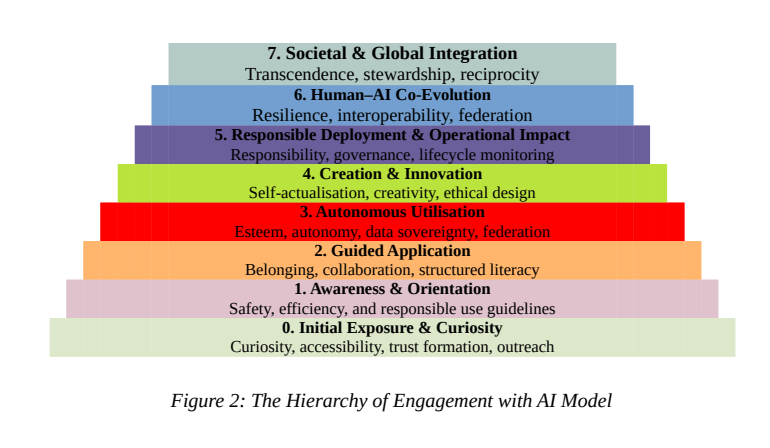 7. Societal & Global Integration
Transcendence, stewardship, reciprocity
6. Human–AI Co-Evolution
Resilience, interoperability, federation
5. Responsible Deployment & Operational Impact
Responsibility, governance, lifecycle monitoring
4. Creation & Innovation
Self-actualisation, creativity, ethical design
3. Autonomous Utilisation
Esteem, autonomy, data sovereignty, federation
2. Guided Application
Belonging, collaboration, structured literacy
1. Awareness & Orientation
Safety, efficiency, and responsible use guidelines
0. Initial Exposure & Curiosity
Curiosity, accessibility, trust formation, outreach
Figure 2: The Hierarchy of Engagement with AI Model